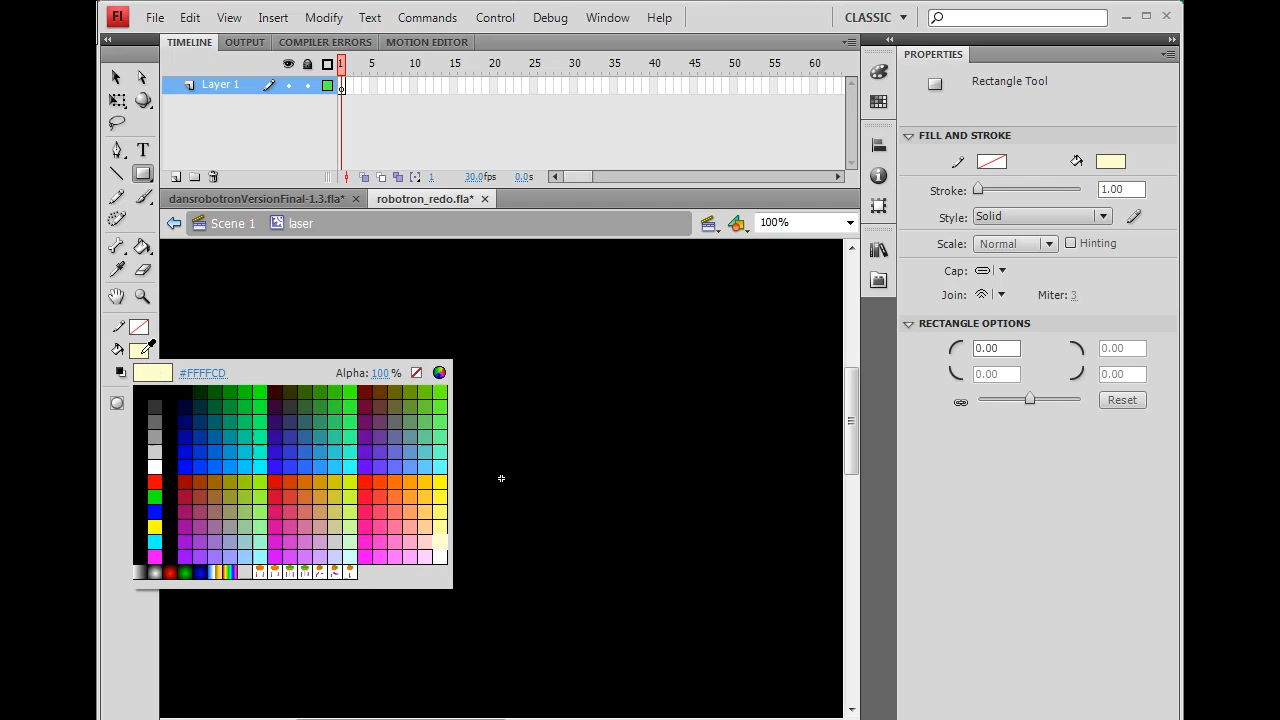 Fl File Edit View Insert Modify Text Commands Control Debug Window Help CLASSIC
TIMELINE OUTPUT COMPILER ERRORS MOTION EDITOR
PROPERTIES
1 5 10 15 20 25 30 35 40 45 50 55 60
Rectangle Tool
Layer 1
FILL AND STROKE
1 30.0fps 0.0s
Stroke: 1.00
dansrobotronVersionFinal-1.3.fla* × robotron_redo.fla* ×
Style: Solid
Scene 1 laser 100%
Scale: Normal Hinting
Cap:
Join: Miter: 3
RECTANGLE OPTIONS
0.00 0.00
#FFFFCD Alpha: 100 %
0.00 0.00
Reset